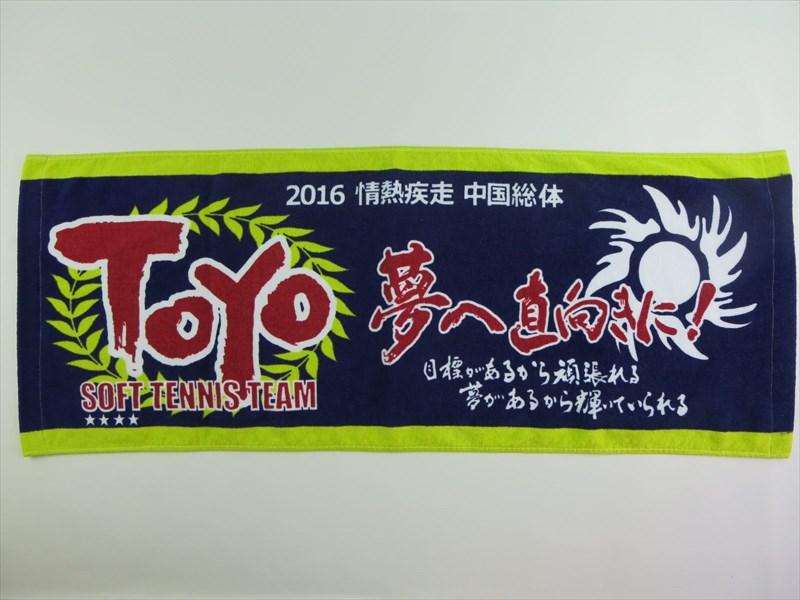 2016 情熱疾走 中国総体
TOYO
SOFT TENNIS TEAM
夢へ直向きに!
目標があるから頑張れる
夢があるから輝いていられる